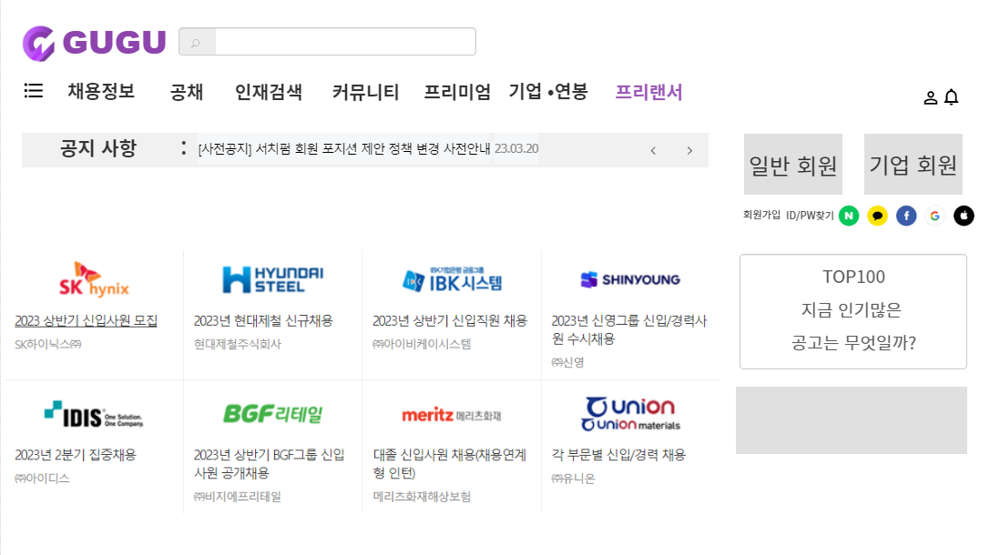 GUGU
채용정보 공채 인재검색 커뮤니티 프리미엄 기업 •연봉 프리랜서
공지 사항 : [사전공지] 서치펌 회원 포지션 제안 정책 변경 사전안내 23.03.20
일반 회원 기업 회원
회원가입 ID/PW찾기
SK hynix
2023 상반기 신입사원 모집
SK하이닉스㈜
HYUNDAI
STEEL
2023년 현대제철 신규채용
현대제철주식회사
IBK기업은행 금융그룹
IBK시스템
2023년 상반기 신입직원 채용
㈜아이비케이시스템
SHINYOUNG
2023년 신영그룹 신입/경력사
원 수시채용
㈜신영
TOP100
지금 인기많은
공고는 무엇일까?
IDIS One Solution.
One Company.
2023년 2분기 집중채용
㈜아이디스
BGF리테일
2023년 상반기 BGF그룹 신입
사원 공개채용
㈜비지에프리테일
meritz 메리츠화재
대졸 신입사원 채용(채용연계
형 인턴)
메리츠화재해상보험
union
union materials
각 부문별 신입/경력 채용
㈜유니온